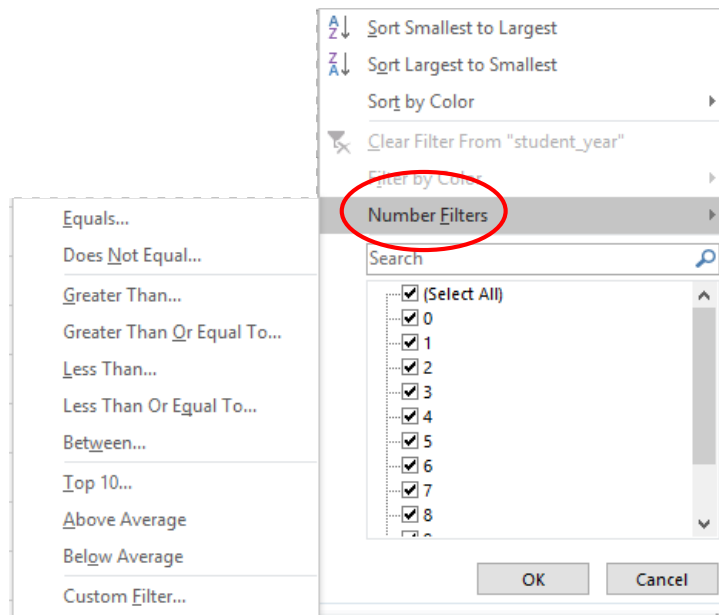 Sort Smallest to Largest
Sort Largest to Smallest
Sort by Color
Clear Filter From "student_year"
Filter by Color
Number Filters
Equals...
Does Not Equal...
Greater Than...
Greater Than Or Equal To...
Less Than...
Less Than Or Equal To...
Between...
Top 10...
Above Average
Below Average
Custom Filter...
Search
(Select All)
0
1
2
3
4
5
6
7
8
OK
Cancel